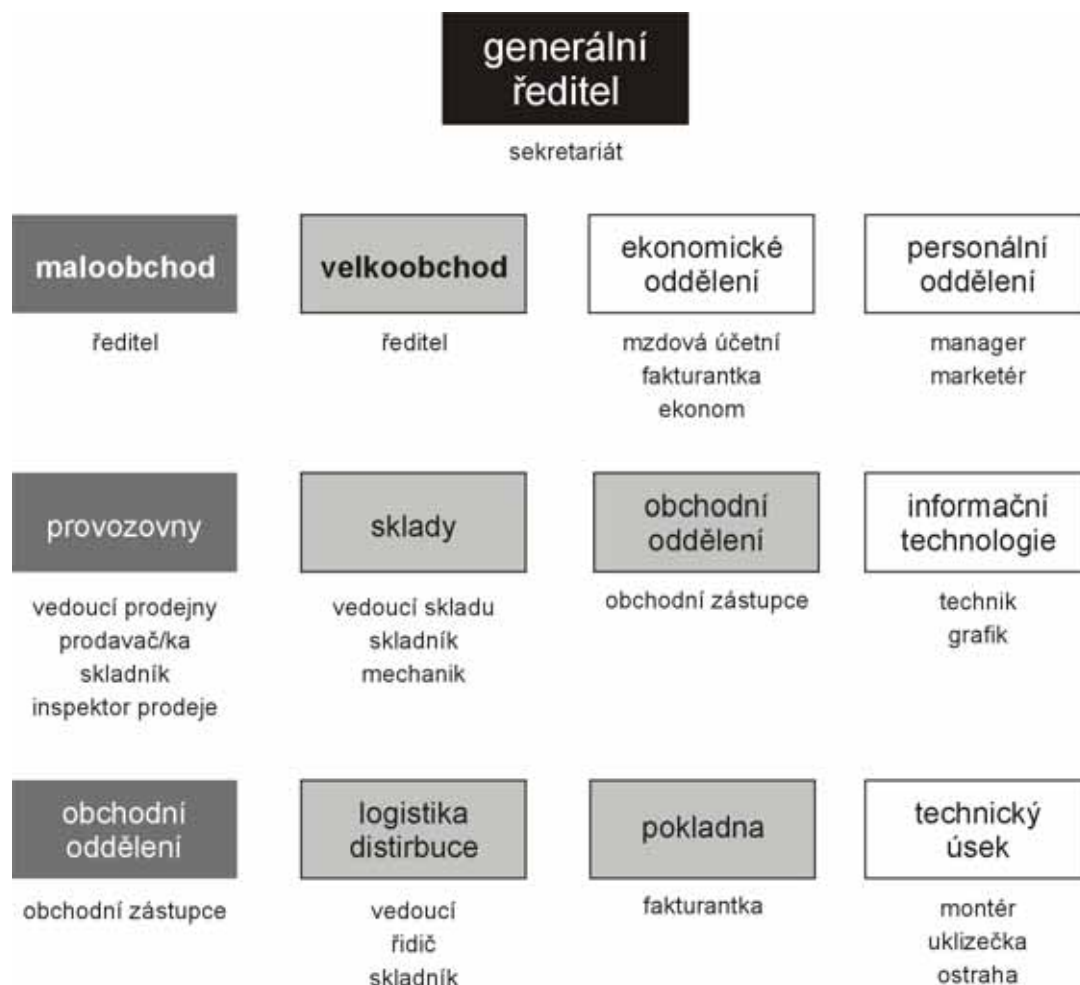 generální
ředitel
sekretariát
maloobchod
ředitel
velkoobchod
ředitel
ekonomické
oddělení
mzdová účetní
fakturantka
ekonom
personální
oddělení
manager
marketér
provozovny
vedoucí prodejny
prodavač/ka
skladník
inspektor prodeje
sklady
vedoucí skladu
skladník
mechanik
obchodní
oddělení
obchodní zástupce
informační
technologie
technik
grafik
obchodní
oddělení
obchodní zástupce
logistika
distirbuce
vedoucí
řidič
skladník
pokladna
fakturantka
technický
úsek
montér
uklizečka
ostraha